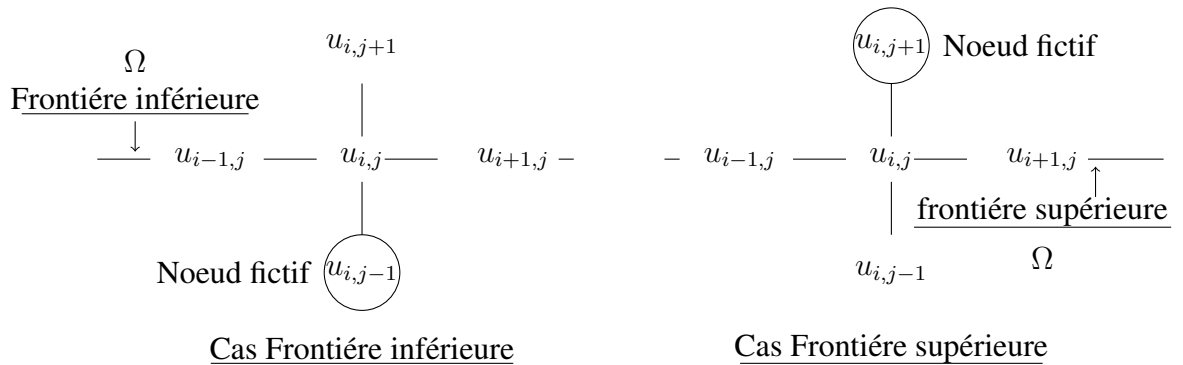 Ω
Frontiére inférieure
u_{i,j+1}
u_{i−1,j} u_{i,j} u_{i+1,j}
Noeud fictif u_{i,j−1}
Cas Frontiére inférieure
u_{i,j+1} Noeud fictif
u_{i−1,j} u_{i,j} u_{i+1,j}
frontiére supérieure
Ω
u_{i,j−1}
Cas Frontiére supérieure